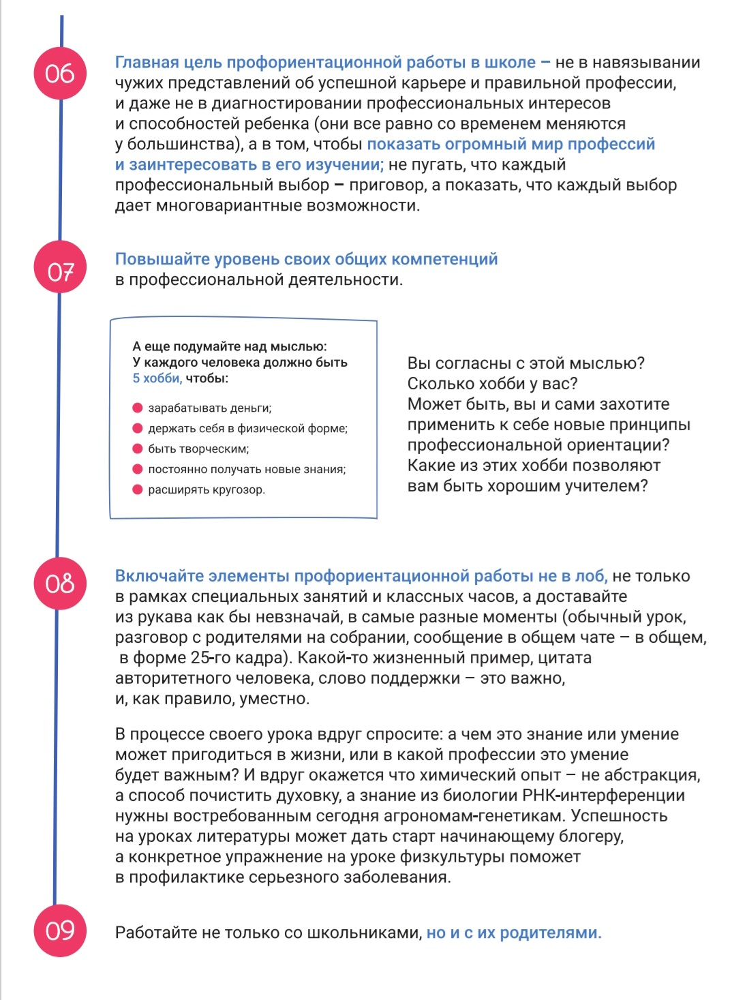 06
Главная цель профориентационной работы в школе – не в навязывании
чужих представлений об успешной карьере и правильной профессии,
и даже не в диагностировании профессиональных интересов
и способностей ребенка (они все равно со временем меняются
у большинства), а в том, чтобы показать огромный мир профессий
и заинтересовать в его изучении; не пугать, что каждый
профессиональный выбор – приговор, а показать, что каждый выбор
дает многовариантные возможности.
07
Повышайте уровень своих общих компетенций
в профессиональной деятельности.
А еще подумайте над мыслью:
У каждого человека должно быть
5 хобби, чтобы:
зарабатывать деньги;
держать себя в физической форме;
быть творческим;
постоянно получать новые знания;
расширять кругозор.
Вы согласны с этой мыслью?
Сколько хобби у вас?
Может быть, вы и сами захотите
применить к себе новые принципы
профессиональной ориентации?
Какие из этих хобби позволяют
вам быть хорошим учителем?
08
Включайте элементы профориентационной работы не в лоб, не только
в рамках специальных занятий и классных часов, а доставайте
из рукава как бы невзначай, в самые разные моменты (обычный урок,
разговор с родителями на собрании, сообщение в общем чате – в общем,
в форме 25-го кадра). Какой-то жизненный пример, цитата
авторитетного человека, слово поддержки – это важно,
и, как правило, уместно.
В процессе своего урока вдруг спросите: а чем это знание или умение
может пригодиться в жизни, или в какой профессии это умение
будет важным? И вдруг окажется что химический опыт – не абстракция,
а способ почистить духовку, а знание из биологии РНК-интерференции
нужны востребованным сегодня агрономам-генетикам. Успешность
на уроках литературы может дать старт начинающему блогеру,
а конкретное упражнение на уроке физкультуры поможет
в профилактике серьезного заболевания.
09
Работайте не только со школьниками, но и с их родителями.